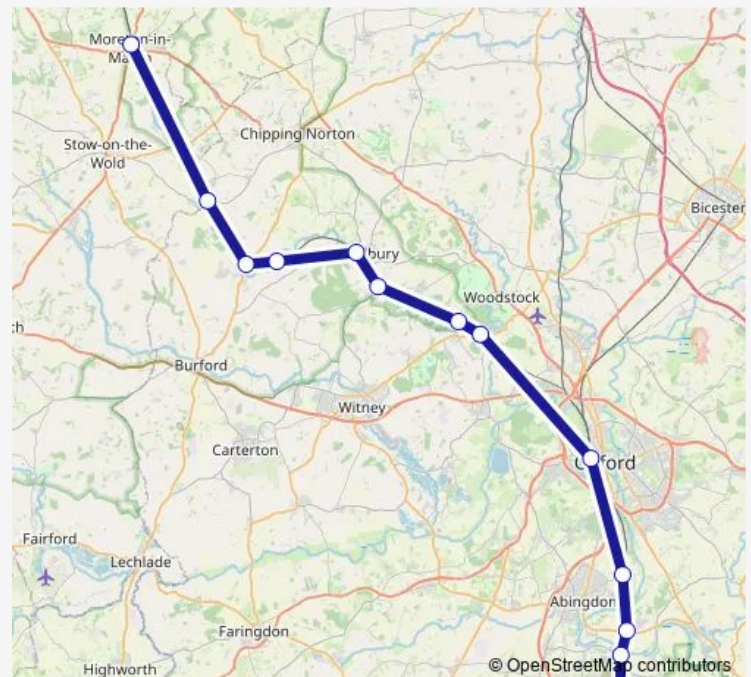 Moreton-in-
Marsh
Chipping Norton
Stow-on-the-
Wold
Bicester
bury
Woodstock
ch
Burford
Witney
Carterton
Oxford
Fairford
Lechlade
Abingdon
Faringdon
Highworth
© OpenStreetMap contributors